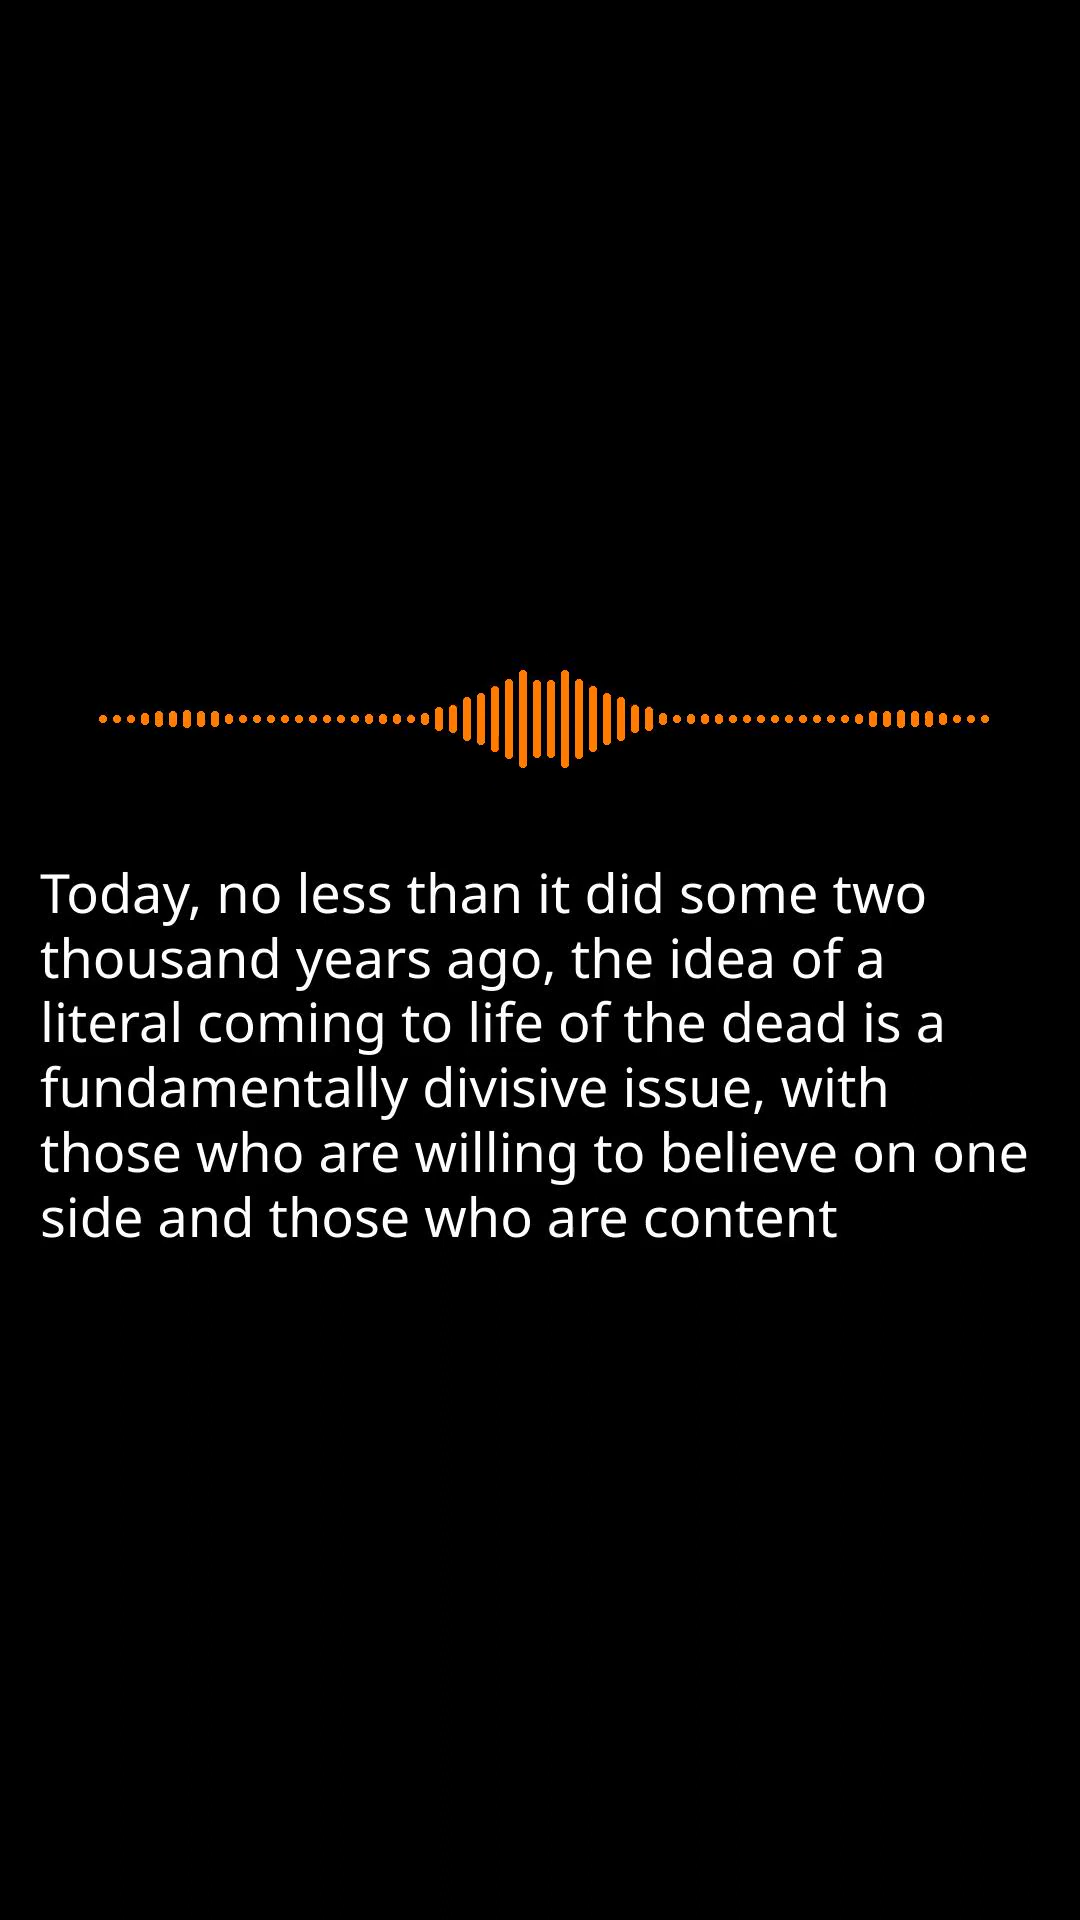 Today, no less than it did some two
thousand years ago, the idea of a
literal coming to life of the dead is a
fundamentally divisive issue, with
those who are willing to believe on one
side and those who are content